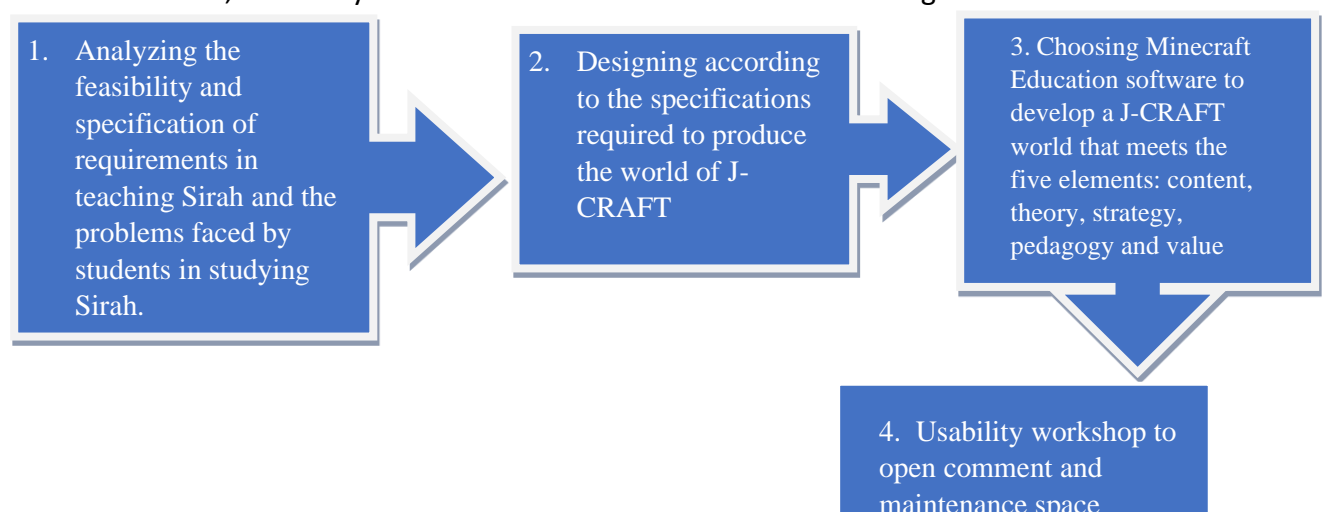 1. Analyzing the
feasibility and
specification of
requirements in
teaching Sirah and the
problems faced by
students in studying
Sirah.
2. Designing according
to the specifications
required to produce
the world of J-
CRAFT
3. Choosing Minecraft
Education software to
develop a J-CRAFT
world that meets the
five elements: content,
theory, strategy,
pedagogy and value
4. Usability workshop to
open comment and
maintenance space